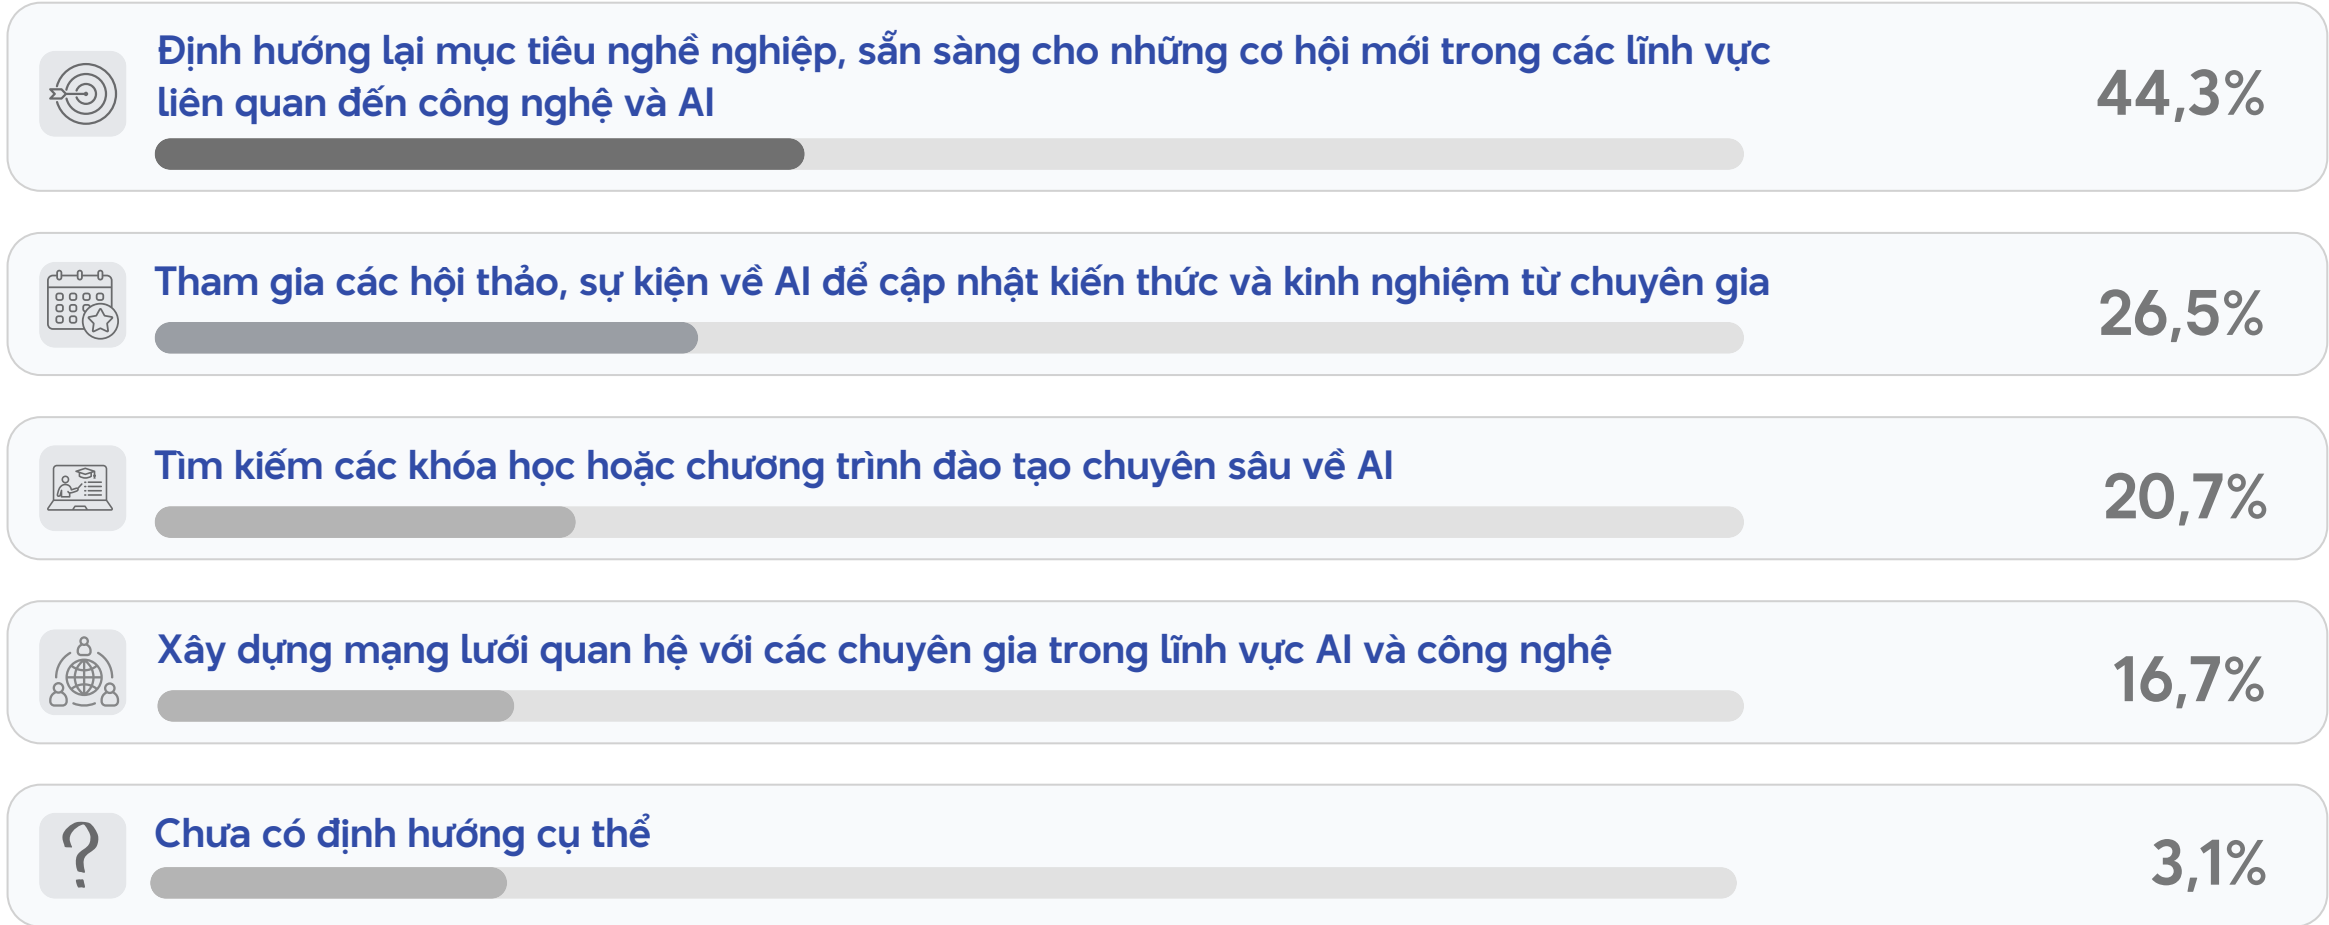 Định hướng lại mục tiêu nghề nghiệp, sẵn sàng cho những cơ hội mới trong các lĩnh vực
liên quan đến công nghệ và AI
44,3%
Tham gia các hội thảo, sự kiện về AI để cập nhật kiến thức và kinh nghiệm từ chuyên gia
26,5%
Tìm kiếm các khóa học hoặc chương trình đào tạo chuyên sâu về AI
20,7%
Xây dựng mạng lưới quan hệ với các chuyên gia trong lĩnh vực AI và công nghệ
16,7%
Chưa có định hướng cụ thể
3,1%